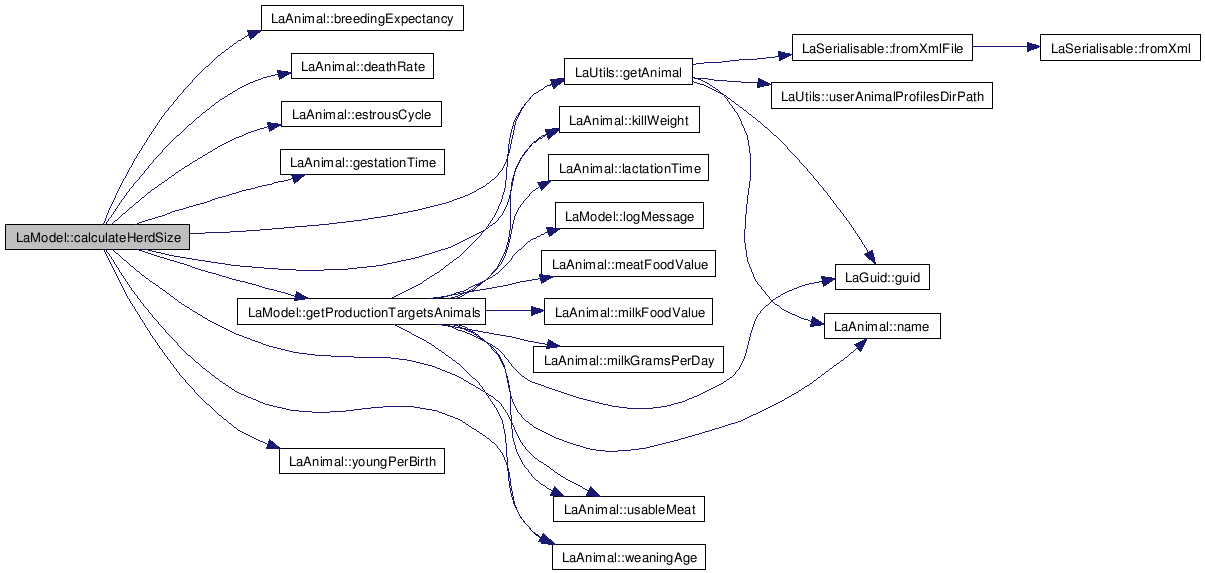 LaAnimal::breedingExpectancy
LaAnimal::deathRate
LaAnimal::estrousCycle
LaAnimal::gestationTime
LaModel::calculateHerdSize
LaModel::getProductionTargetsAnimals
LaAnimal::youngPerBirth
LaUtils::getAnimal
LaAnimal::killWeight
LaAnimal::lactationTime
LaModel::logMessage
LaAnimal::meatFoodValue
LaAnimal::milkFoodValue
LaAnimal::milkGramsPerDay
LaAnimal::usableMeat
LaAnimal::weaningAge
LaSerialisable::fromXmlFile
LaUtils::userAnimalProfilesDirPath
LaGuid::guid
LaAnimal::name
LaSerialisable::fromXml